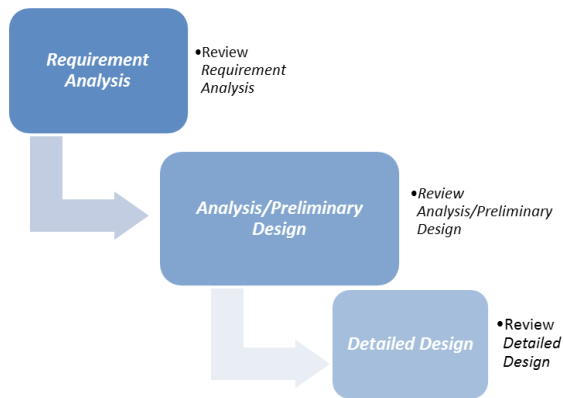 Requirement
Analysis
•Review
Requirement
Analysis
Analysis/Preliminary
Design
•Review
Analysis/Preliminary
Design
Detailed Design
•Review
Detailed
Design